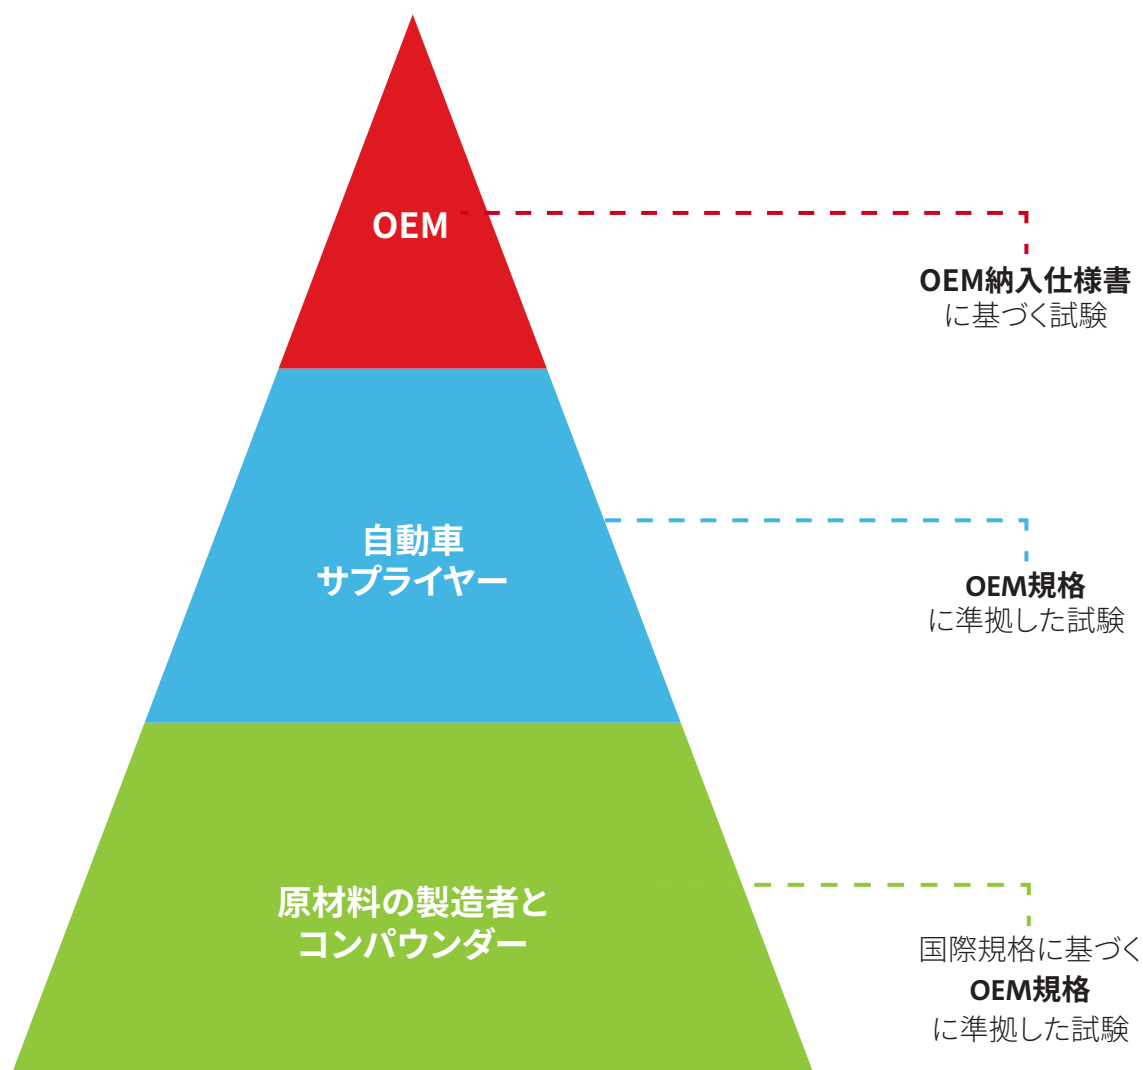 OEM
OEM納入仕様書
に基づく試験
自動車
サプライヤー
OEM規格
に準拠した試験
原材料の製造者と
コンパウンダー
国際規格に基づく
OEM規格
に準拠した試験